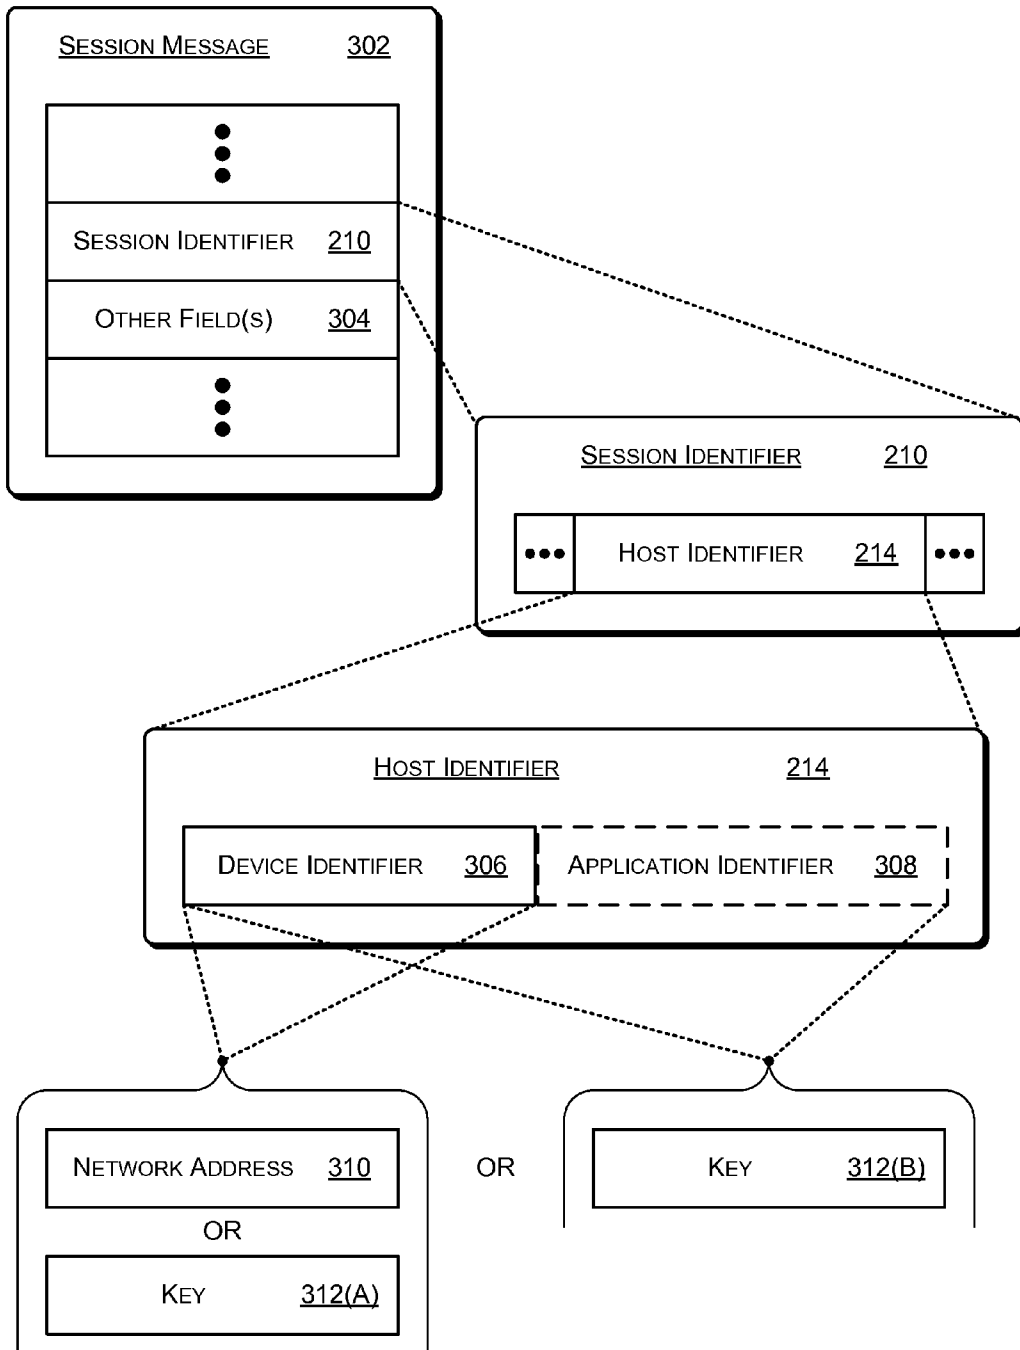 SESSION MESSAGE 302
SESSION IDENTIFIER 210
OTHER FIELD(S) 304
SESSION IDENTIFIER 210
HOST IDENTIFIER 214
HOST IDENTIFIER 214
DEVICE IDENTIFIER 306 APPLICATION IDENTIFIER 308
NETWORK ADDRESS 310 OR KEY 312(B)
OR
KEY 312(A)